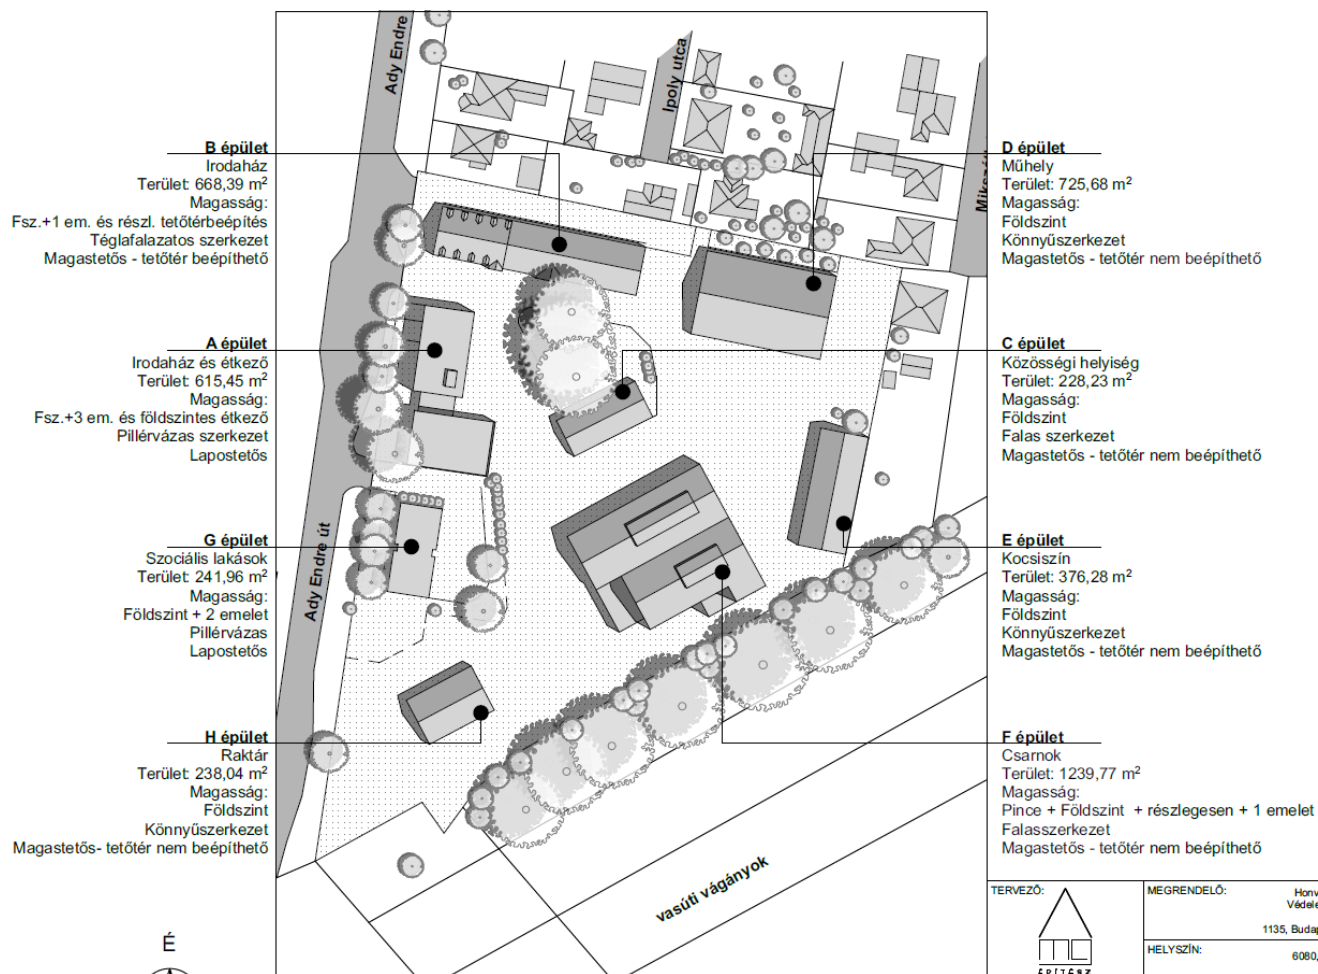 Ady Endre
Ipoly utca
B épület
Irodaház
Terület: 668,39 m²
Magasság:
Fsz.+1 em. és részl. tetőtérbeépítés
Téglafalazatos szerkezet
Magastetős - tetőtér beépíthető
D épület
Műhely
Terület: 725,68 m²
Magasság:
Földszint
Könnyűszerkezet
Magastetős - tetőtér nem beépíthető
A épület
Irodaház és étkező
Terület: 615,45 m²
Magasság:
Fsz.+3 em. és földszintes étkező
Pillérvázas szerkezet
Lapostetős
C épület
Közösségi helyiség
Terület: 228,23 m²
Magasság:
Földszint
Falas szerkezet
Magastetős - tetőtér nem beépíthető
G épület
Szociális lakások
Terület: 241,96 m²
Magasság:
Földszint + 2 emelet
Pillérvázas
Lapostetős
Ady Endre út
E épület
Kocsiszín
Terület: 376,28 m²
Magasság:
Földszint
Könnyűszerkezet
Magastetős - tetőtér nem beépíthető
H épület
Raktár
Terület: 238,04 m²
Magasság:
Földszint
Könnyűszerkezet
Magastetős- tetőtér nem beépíthető
F épület
Csarnok
Terület: 1239,77 m²
Magasság:
Pince + Földszint + részlegesen + 1 emelet
Falasszerkezet
Magastetős - tetőtér nem beépíthető
vasúti vágányok
É
TERVEZŐ:
ÉPÍTÉSZ
MEGRENDELŐ:
Honv
Védele
1135, Budap
HELYSZÍN:
6080,